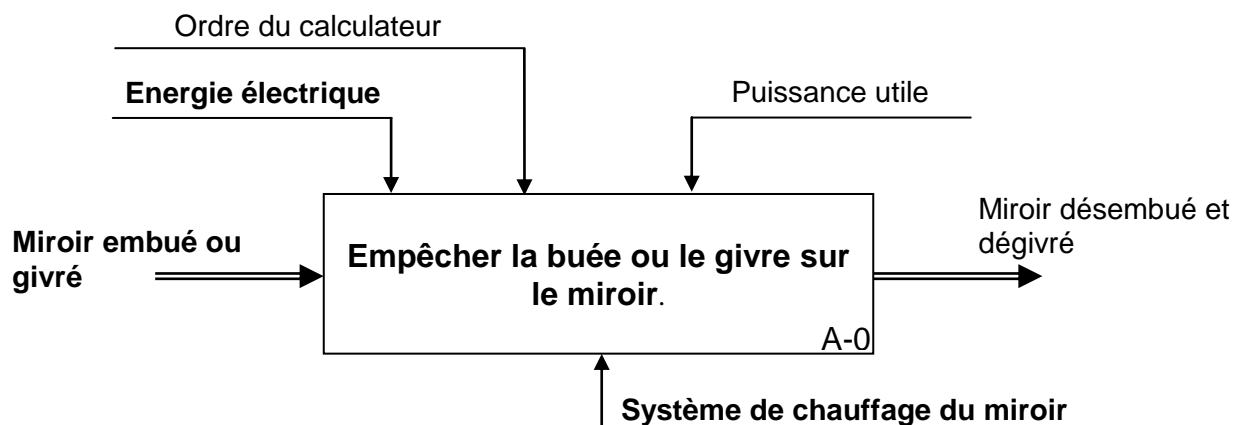 Ordre du calculateur
Energie électrique
Puissance utile
Miroir embué ou
givré
Empêcher la buée ou le givre sur
le miroir.
A-0
Miroir désembué et
dégivré
Système de chauffage du miroir